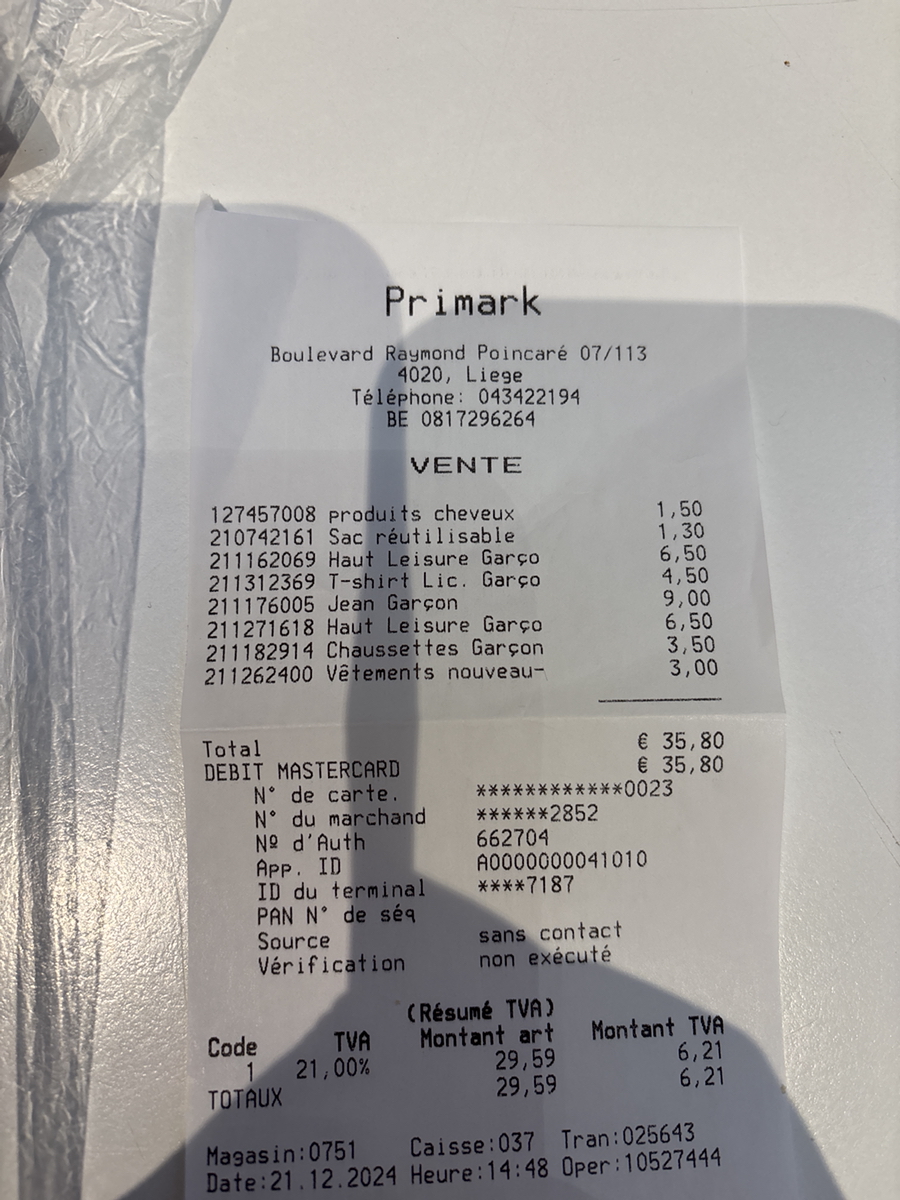 Primark
Boulevard Raymond Poincaré 07/113
4020, Liege
Téléphone: 043422194
BE 0817296264
VENTE
127457008 produits cheveux 1,50
210742161 Sac réutilisable 1,30
211162069 Haut Leisure Garço 6,50
211312369 T-shirt Lic. Garço 4,50
211176005 Jean Garçon 9,00
211271618 Haut Leisure Garço 6,50
211182914 Chaussettes Garçon 3,50
211262400 Vêtements nouveau- 3,00
Total € 35,80
DEBIT MASTERCARD € 35,80
N° de carte. ************0023
N° du marchand ******2852
Nº d'Auth 662704
App. ID A0000000041010
ID du terminal ****7187
PAN N° de séq
Source sans contact
Vérification non exécuté
(Résumé TVA)
Code TVA Montant art Montant TVA
1 21,00% 29,59 6,21
TOTAUX 29,59 6,21
Magasin:0751 Caisse:037 Tran:025643
Date:21.12.2024 Heure:14:48 Oper:10527444